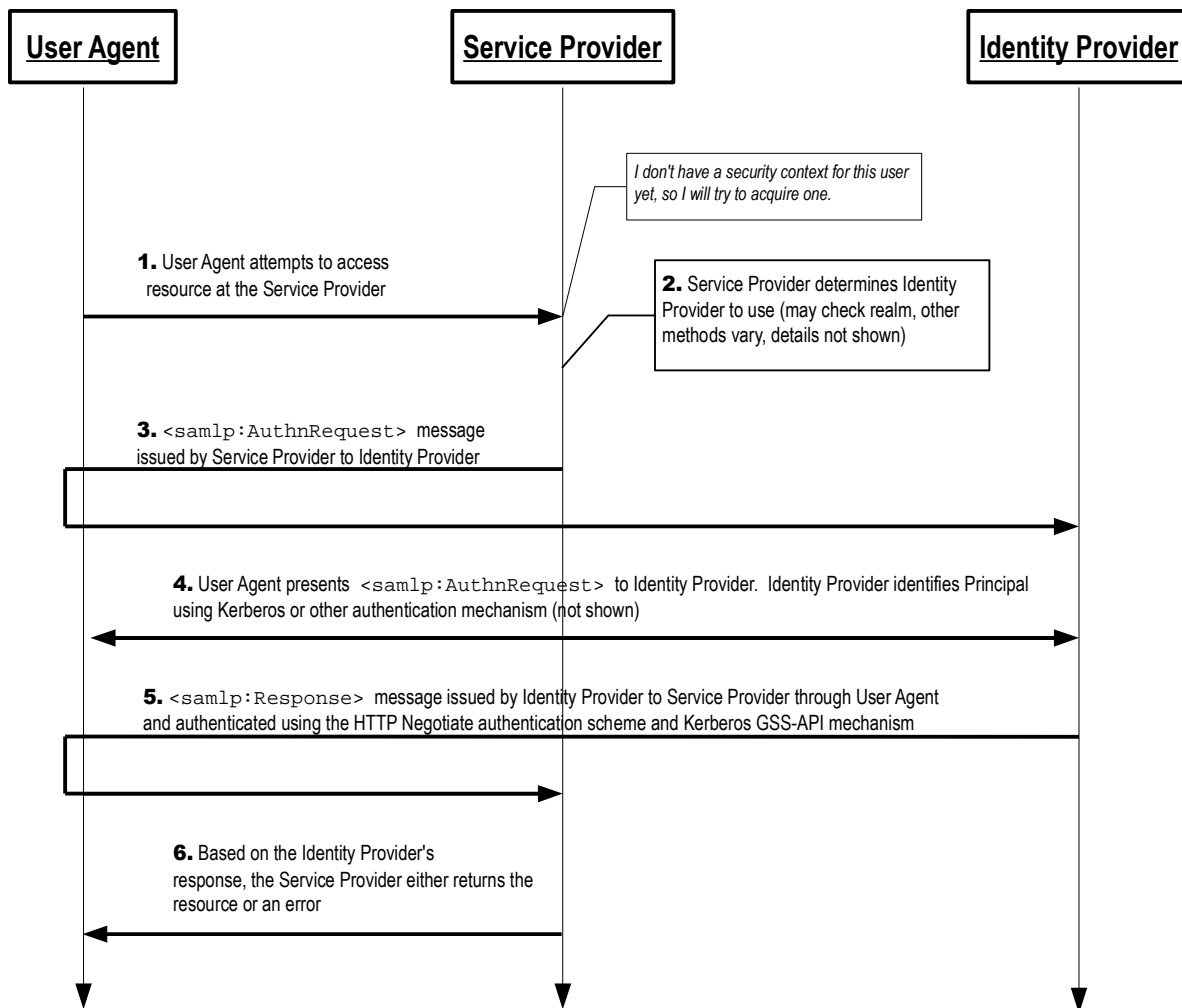 User Agent
Service Provider
Identity Provider
I don't have a security context for this user
yet, so I will try to acquire one.
1. User Agent attempts to access
resource at the Service Provider
2. Service Provider determines Identity
Provider to use (may check realm, other
methods vary, details not shown)
3. <samlp:AuthnRequest> message
issued by Service Provider to Identity Provider
4. User Agent presents <samlp:AuthnRequest> to Identity Provider. Identity Provider identifies Principal
using Kerberos or other authentication mechanism (not shown)
5. <samlp:Response> message issued by Identity Provider to Service Provider through User Agent
and authenticated using the HTTP Negotiate authentication scheme and Kerberos GSS-API mechanism
6. Based on the Identity Provider's
response, the Service Provider either returns the
resource or an error